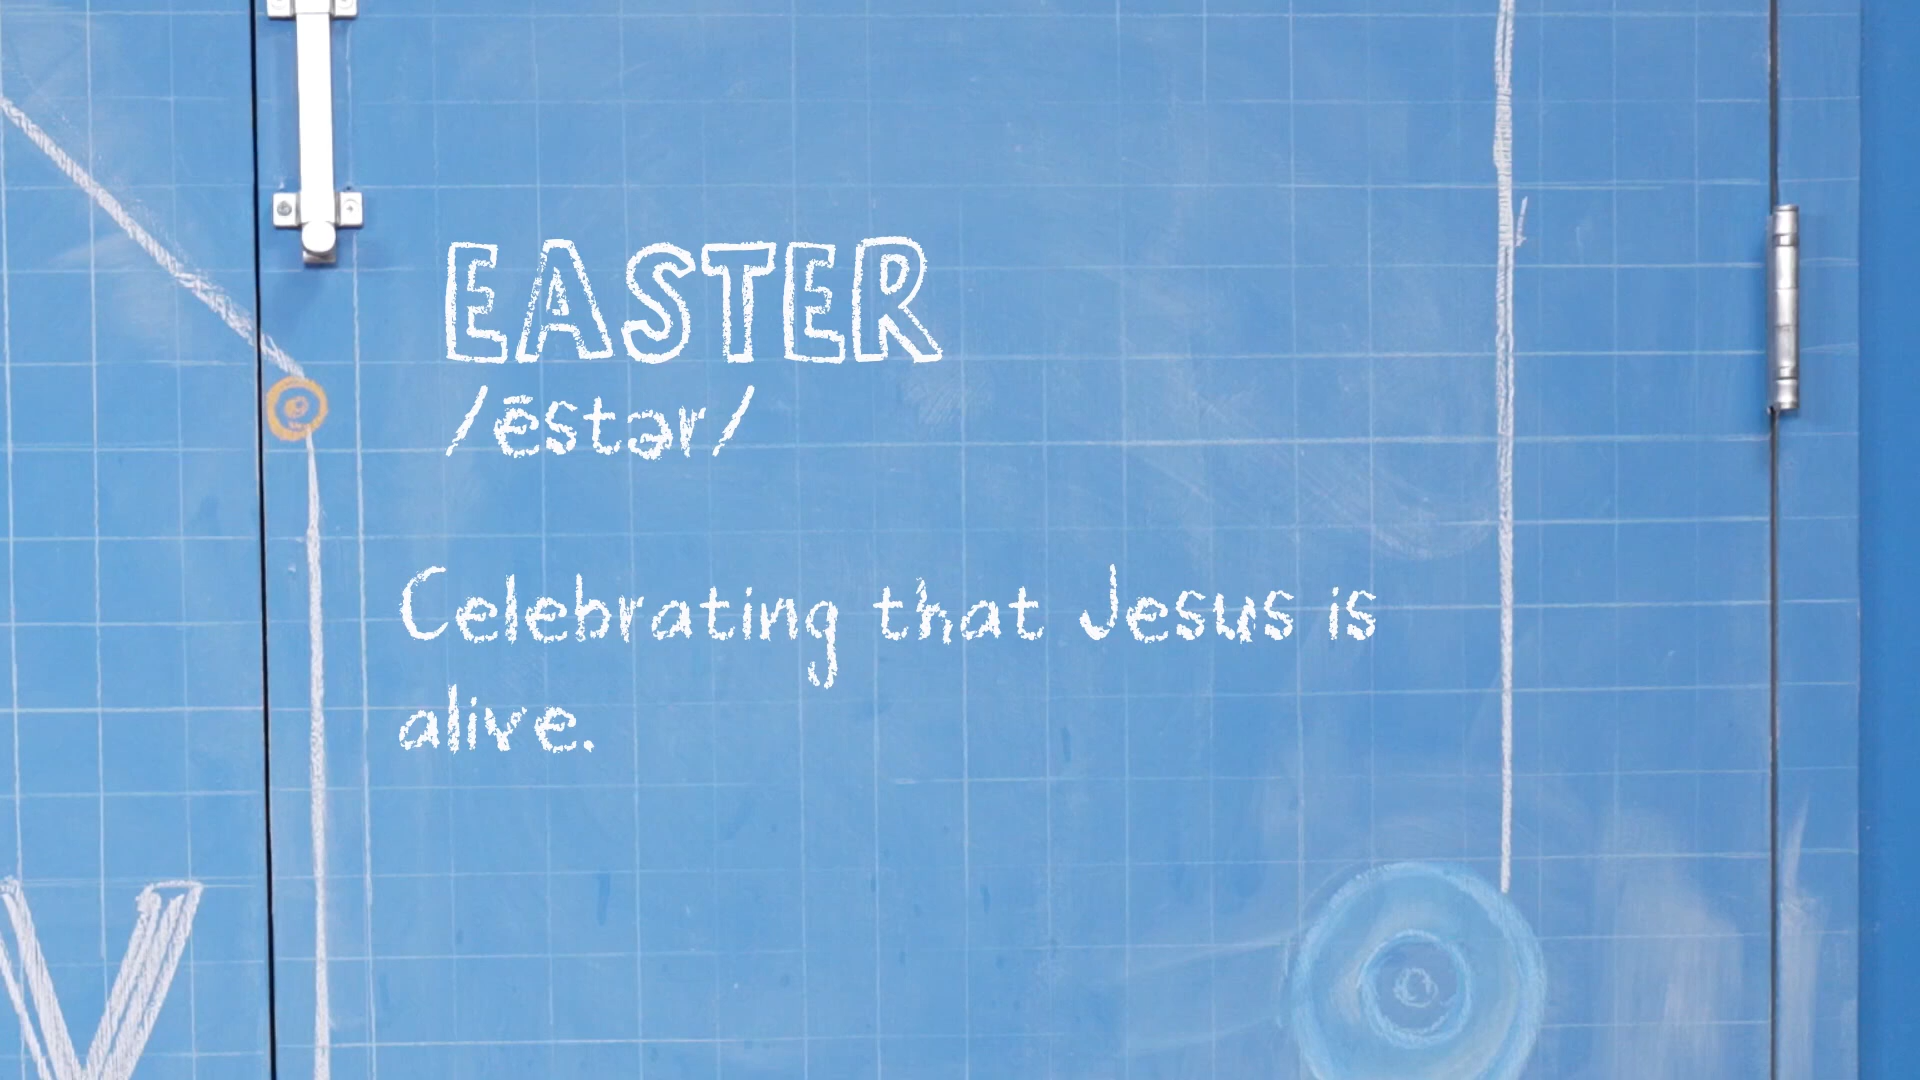 EASTER
/ēstər/
Celebrating that Jesus is
alive.
V